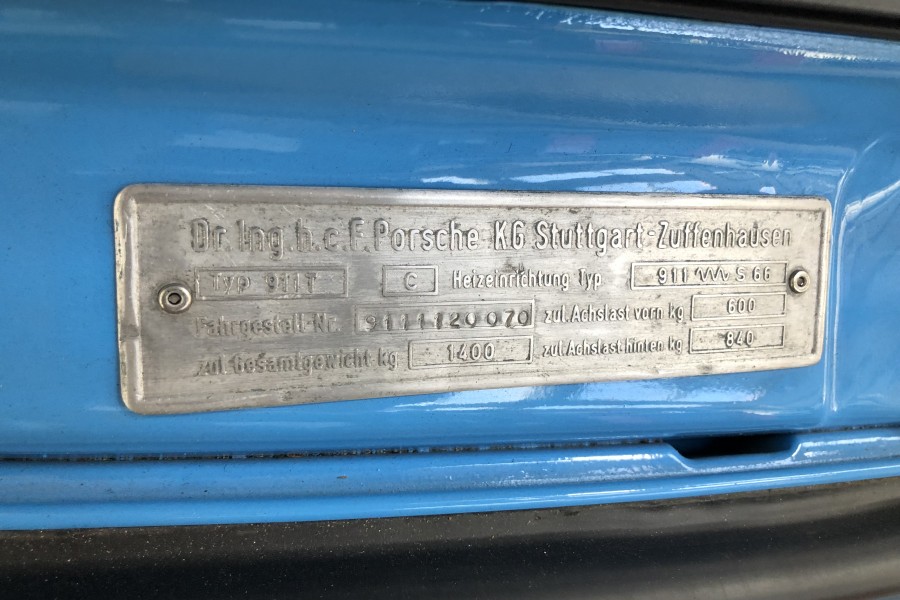 Dr. Ing. h. c. F. Porsche KG Stuttgart-Zuffenhausen
Typ 911T C Heizeinrichtung Typ 911 S 66
Fahrgestell-Nr. 9111120070 zul. Achslast vorn kg 600
zul. Gesamtgewicht kg 1400 zul. Achslast hinten kg 840